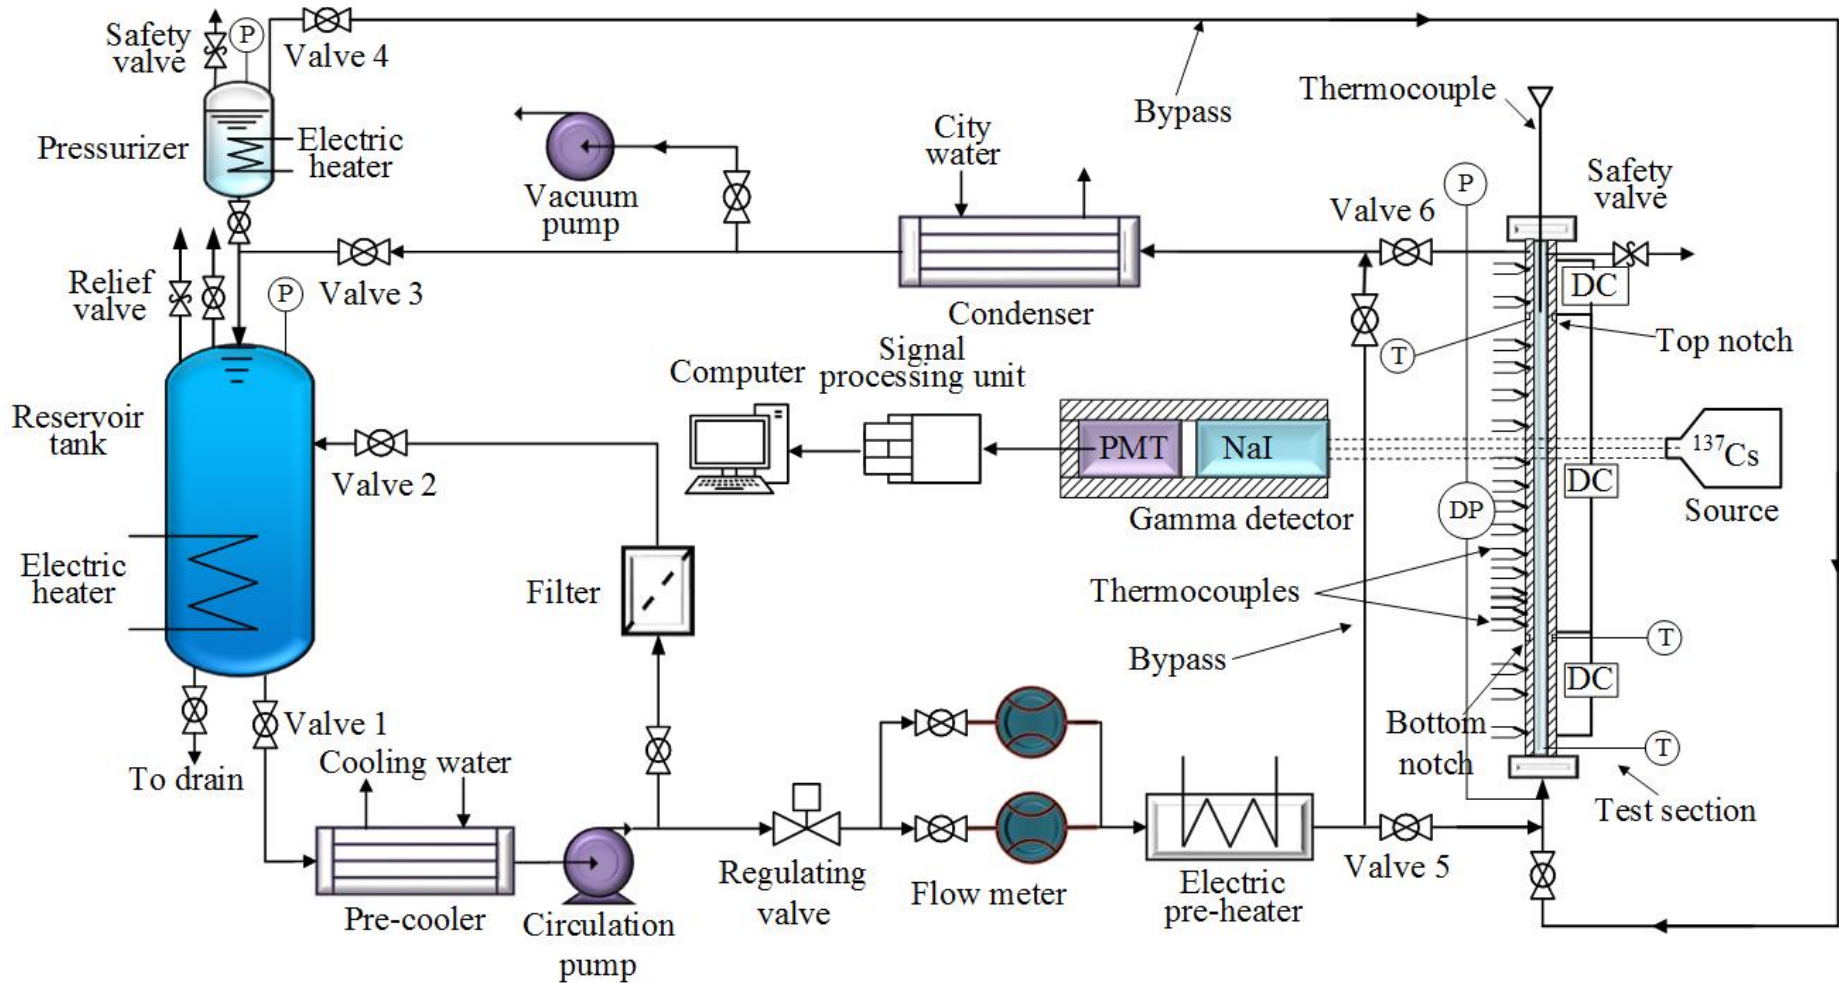 Safety
valve
P
Valve 4
Pressurizer
Electric
heater
Bypass
Thermocouple
Vacuum
pump
City
water
P
Safety
valve
Valve 6
Relief
valve
P
Valve 3
Condenser
DC
T
Top notch
Computer
Signal
processing unit
Reservoir
tank
Valve 2
PMT
NaI
Gamma detector
137Cs
Source
DC
DP
Electric
heater
Filter
Thermocouples
Bypass
T
DC
Bottom
notch
T
Valve 1
To drain
Cooling water
Pre-cooler
Circulation
pump
Regulating
valve
Flow meter
Electric
pre-heater
Valve 5
Test section